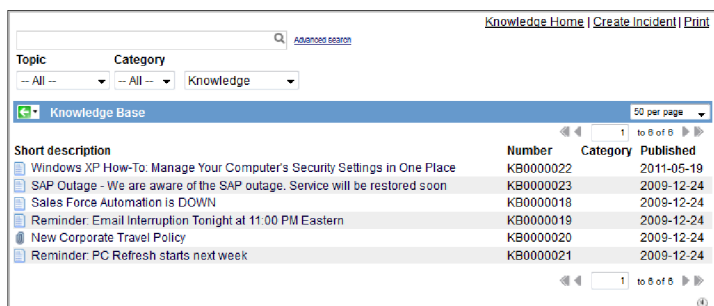 Knowledge Home | Create Incident | Print
Advanced search
Topic Category
-- All -- -- All -- Knowledge
Knowledge Base 50 per page
1 to 6 of 6
Short description Number Category Published
Windows XP How-To: Manage Your Computer's Security Settings in One Place KB0000022 2011-05-19
SAP Outage - We are aware of the SAP outage. Service will be restored soon KB0000023 2009-12-24
Sales Force Automation is DOWN KB0000018 2009-12-24
Reminder: Email Interruption Tonight at 11:00 PM Eastern KB0000019 2009-12-24
New Corporate Travel Policy KB0000020 2009-12-24
Reminder: PC Refresh starts next week KB0000021 2009-12-24
1 to 6 of 6